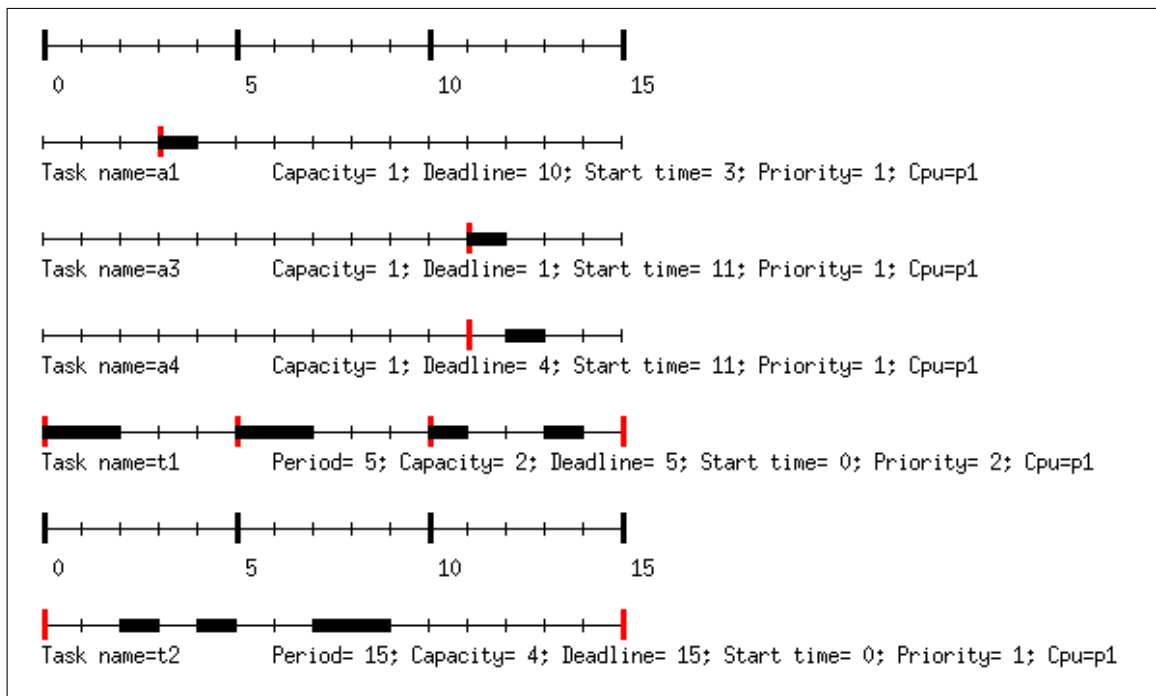 0 5 10 15
Task name=a1 Capacity= 1; Deadline= 10; Start time= 3; Priority= 1; Cpu=p1
Task name=a3 Capacity= 1; Deadline= 1; Start time= 11; Priority= 1; Cpu=p1
Task name=a4 Capacity= 1; Deadline= 4; Start time= 11; Priority= 1; Cpu=p1
Task name=t1 Period= 5; Capacity= 2; Deadline= 5; Start time= 0; Priority= 2; Cpu=p1
0 5 10 15
Task name=t2 Period= 15; Capacity= 4; Deadline= 15; Start time= 0; Priority= 1; Cpu=p1